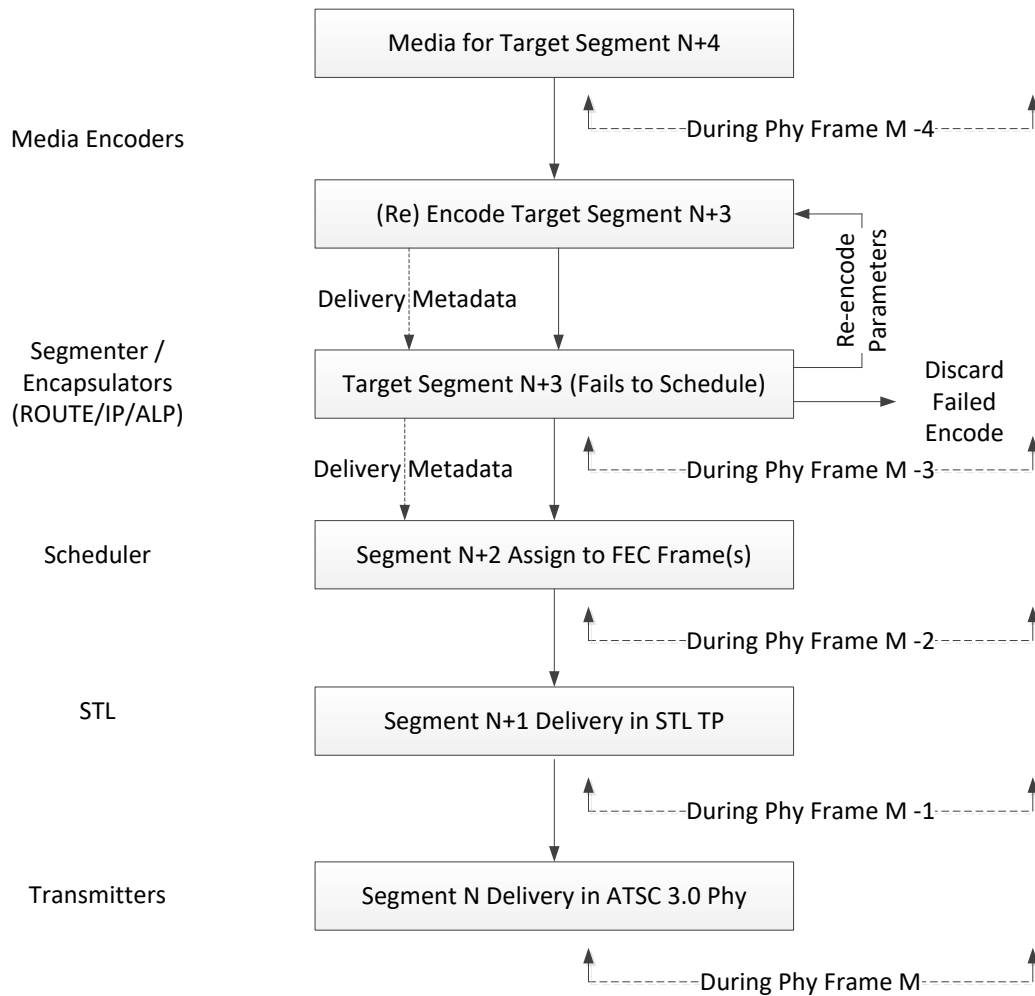 Media for Target Segment N+4
During Phy Frame M -4
Media Encoders
(Re) Encode Target Segment N+3
Re-encode
Parameters
Delivery Metadata
Segmenter /
Encapsulators
(ROUTE/IP/ALP)
Target Segment N+3 (Fails to Schedule)
Discard
Failed
Encode
Delivery Metadata
During Phy Frame M -3
Scheduler
Segment N+2 Assign to FEC Frame(s)
During Phy Frame M -2
STL
Segment N+1 Delivery in STL TP
During Phy Frame M -1
Transmitters
Segment N Delivery in ATSC 3.0 Phy
During Phy Frame M